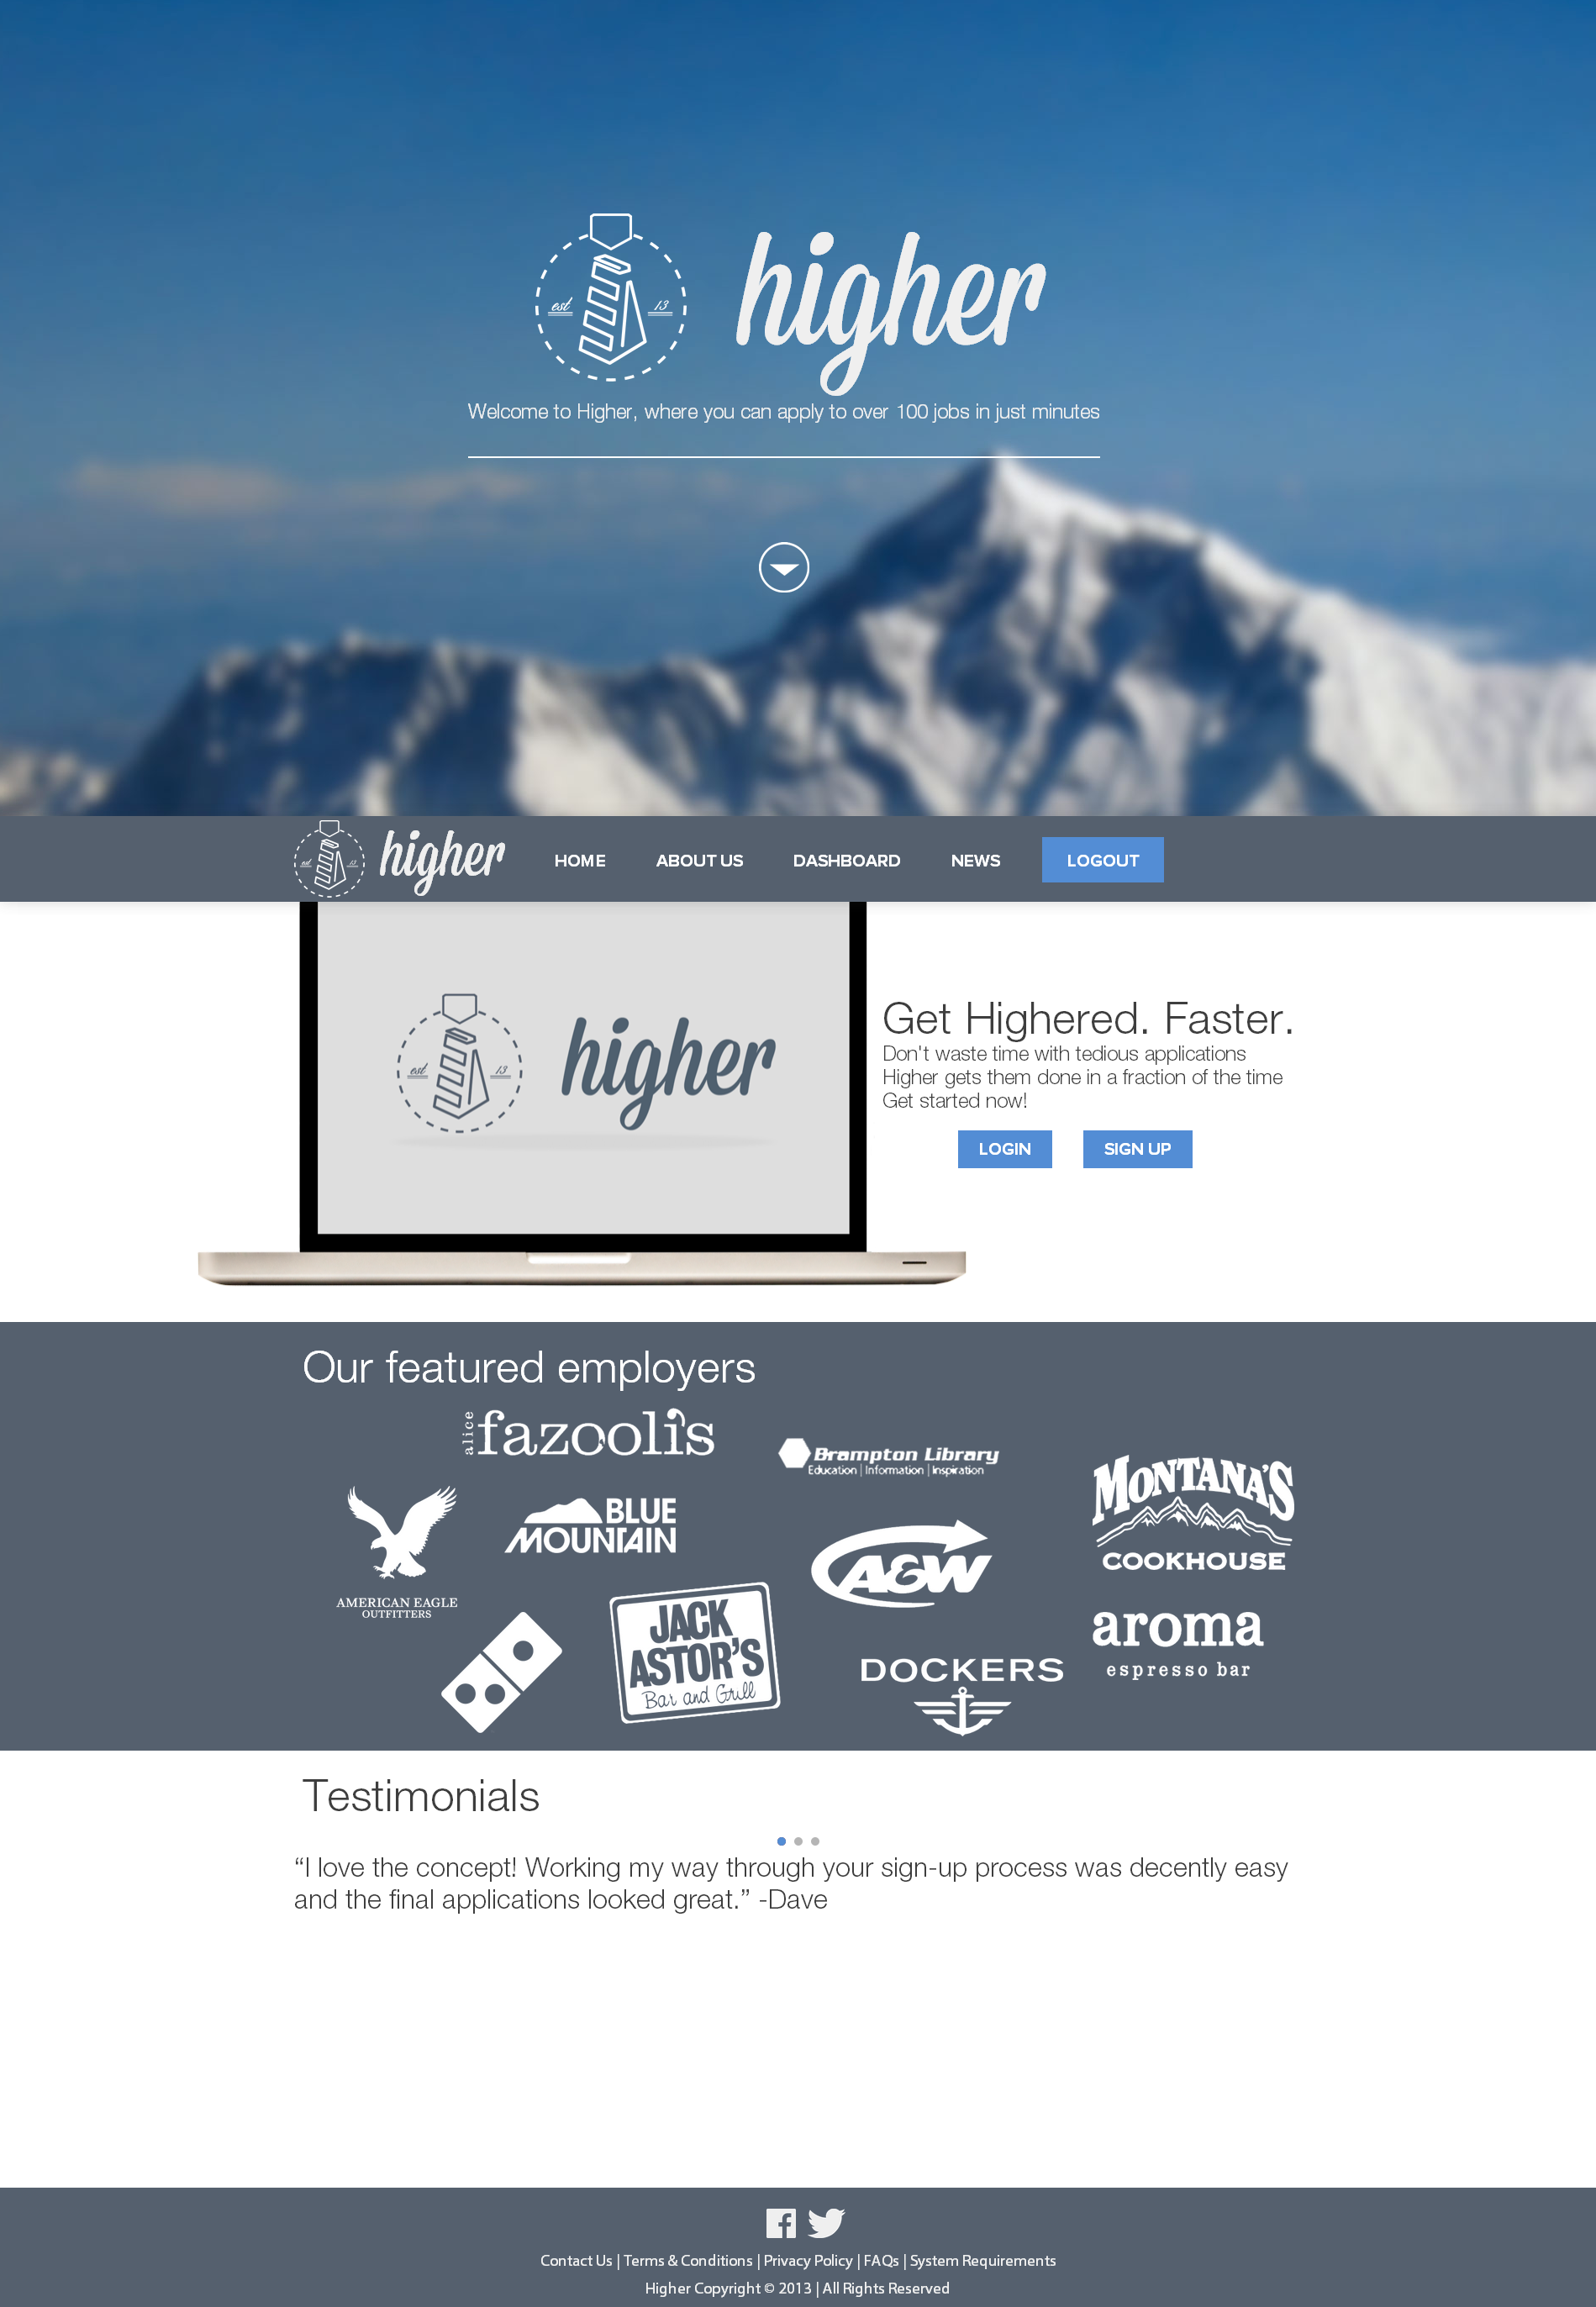 est 13
higher
Welcome to Higher, where you can apply to over 100 jobs in just minutes
est 13
higher
HOME
ABOUT US
DASHBOARD
NEWS
LOGOUT
est 13
higher
Get Highered. Faster.
Don't waste time with tedious applications
Higher gets them done in a fraction of the time
Get started now!
LOGIN
SIGN UP
Our featured employers
alice
fazooli's
Brampton Library
Education | Information | Inspiration
MONTANA'S
COOKHOUSE
AMERICAN EAGLE
OUTFITTERS
BLUE
MOUNTAIN
A&W
JACK
ASTOR'S
Bar and Grill
aroma
espresso bar
DOCKERS
Testimonials
“I love the concept! Working my way through your sign-up process was decently easy
and the final applications looked great.” -Dave
Contact Us | Terms & Conditions | Privacy Policy | FAQs | System Requirements
Higher Copyright © 2013 | All Rights Reserved